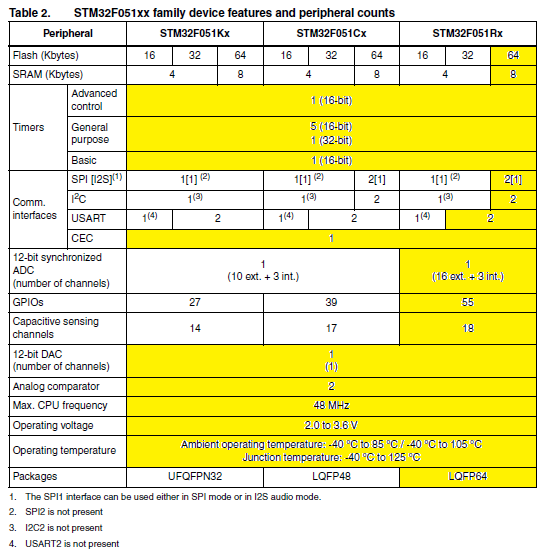 Table 2. STM32F051xx family device features and peripheral counts
Peripheral STM32F051Kx STM32F051Cx STM32F051Rx
Flash (Kbytes) 16 32 64 16 32 64 16 32 64
SRAM (Kbytes) 4 8 4 8 4 8
Timers
Advanced
control
1 (16-bit)
General
purpose
5 (16-bit)
1 (32-bit)
Basic 1 (16-bit)
Comm.
interfaces
SPI [I2S](1) 1[1] (2) 1[1] (2) 2[1] 1[1] (2) 2[1]
I2C 1(3) 1(3) 2 1(3) 2
USART 1(4) 2 1(4) 2 1(4) 2
CEC 1
12-bit synchronized
ADC
(number of channels)
1
(10 ext. + 3 int.)
1
(16 ext. + 3 int.)
GPIOs 27 39 55
Capacitive sensing
channels
14 17 18
12-bit DAC
(number of channels)
1
(1)
Analog comparator 2
Max. CPU frequency 48 MHz
Operating voltage 2.0 to 3.6 V
Operating temperature
Ambient operating temperature: -40 °C to 85 °C / -40 °C to 105 °C
Junction temperature: -40 °C to 125 °C
Packages UFQFPN32 LQFP48 LQFP64
1. The SPI1 interface can be used either in SPI mode or in I2S audio mode.
2. SPI2 is not present
3. I2C2 is not present
4. USART2 is not present